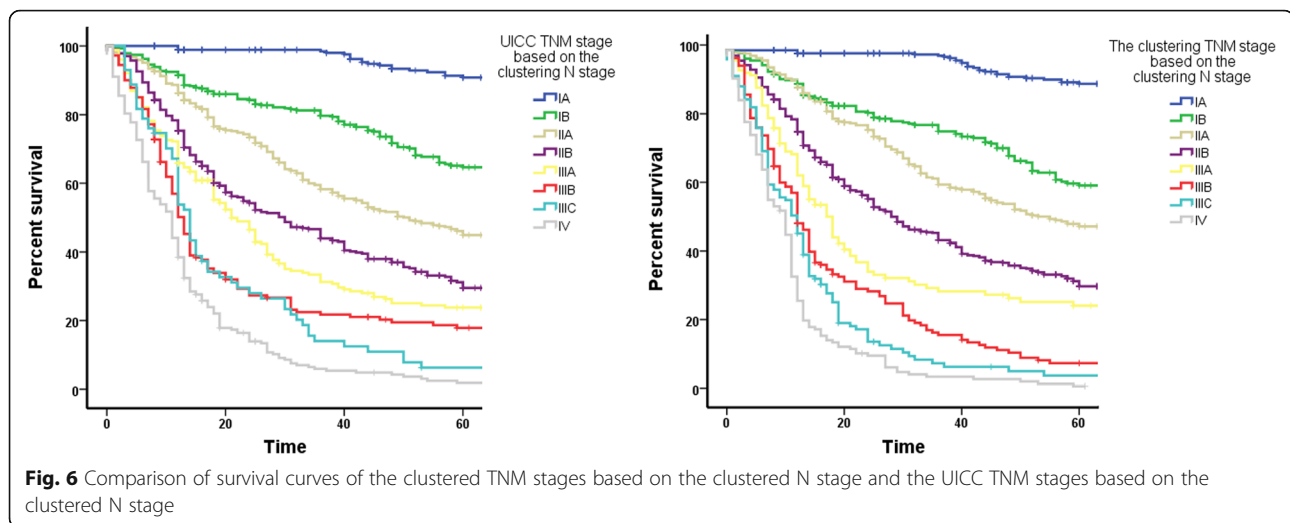 UICC TNM stage
based on the
clustering N stage
IA
IB
IIA
IIB
IIIA
IIIB
IIIC
IV
100
80
60
40
20
0
Percent survival
0 20 40 60
Time
The clustering TNM stage
based on the
clustering N stage
IA
IB
IIA
IIB
IIIA
IIIB
IIIC
IV
100
80
60
40
20
0
Percent survival
0 20 40 60
Time
Fig. 6 Comparison of survival curves of the clustered TNM stages based on the clustered N stage and the UICC TNM stages based on the
clustered N stage